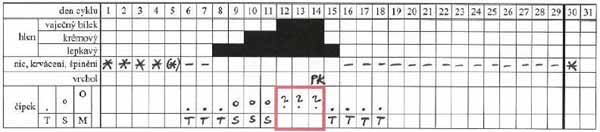 den cyklu 1 2 3 4 5 6 7 8 9 10 11 12 13 14 15 16 17 18 19 20 21 22 23 24 25 26 27 28 29 30 31
vaječný bílek
hlen krémový
lepkavý
nic, krvácení, špinění * * * * (*) – – – – – – – – – – – – – – – – *
vrchol PK
čípek . o O . . . o o o ? ? ? . . . .
T S M T T T S S S T T T T